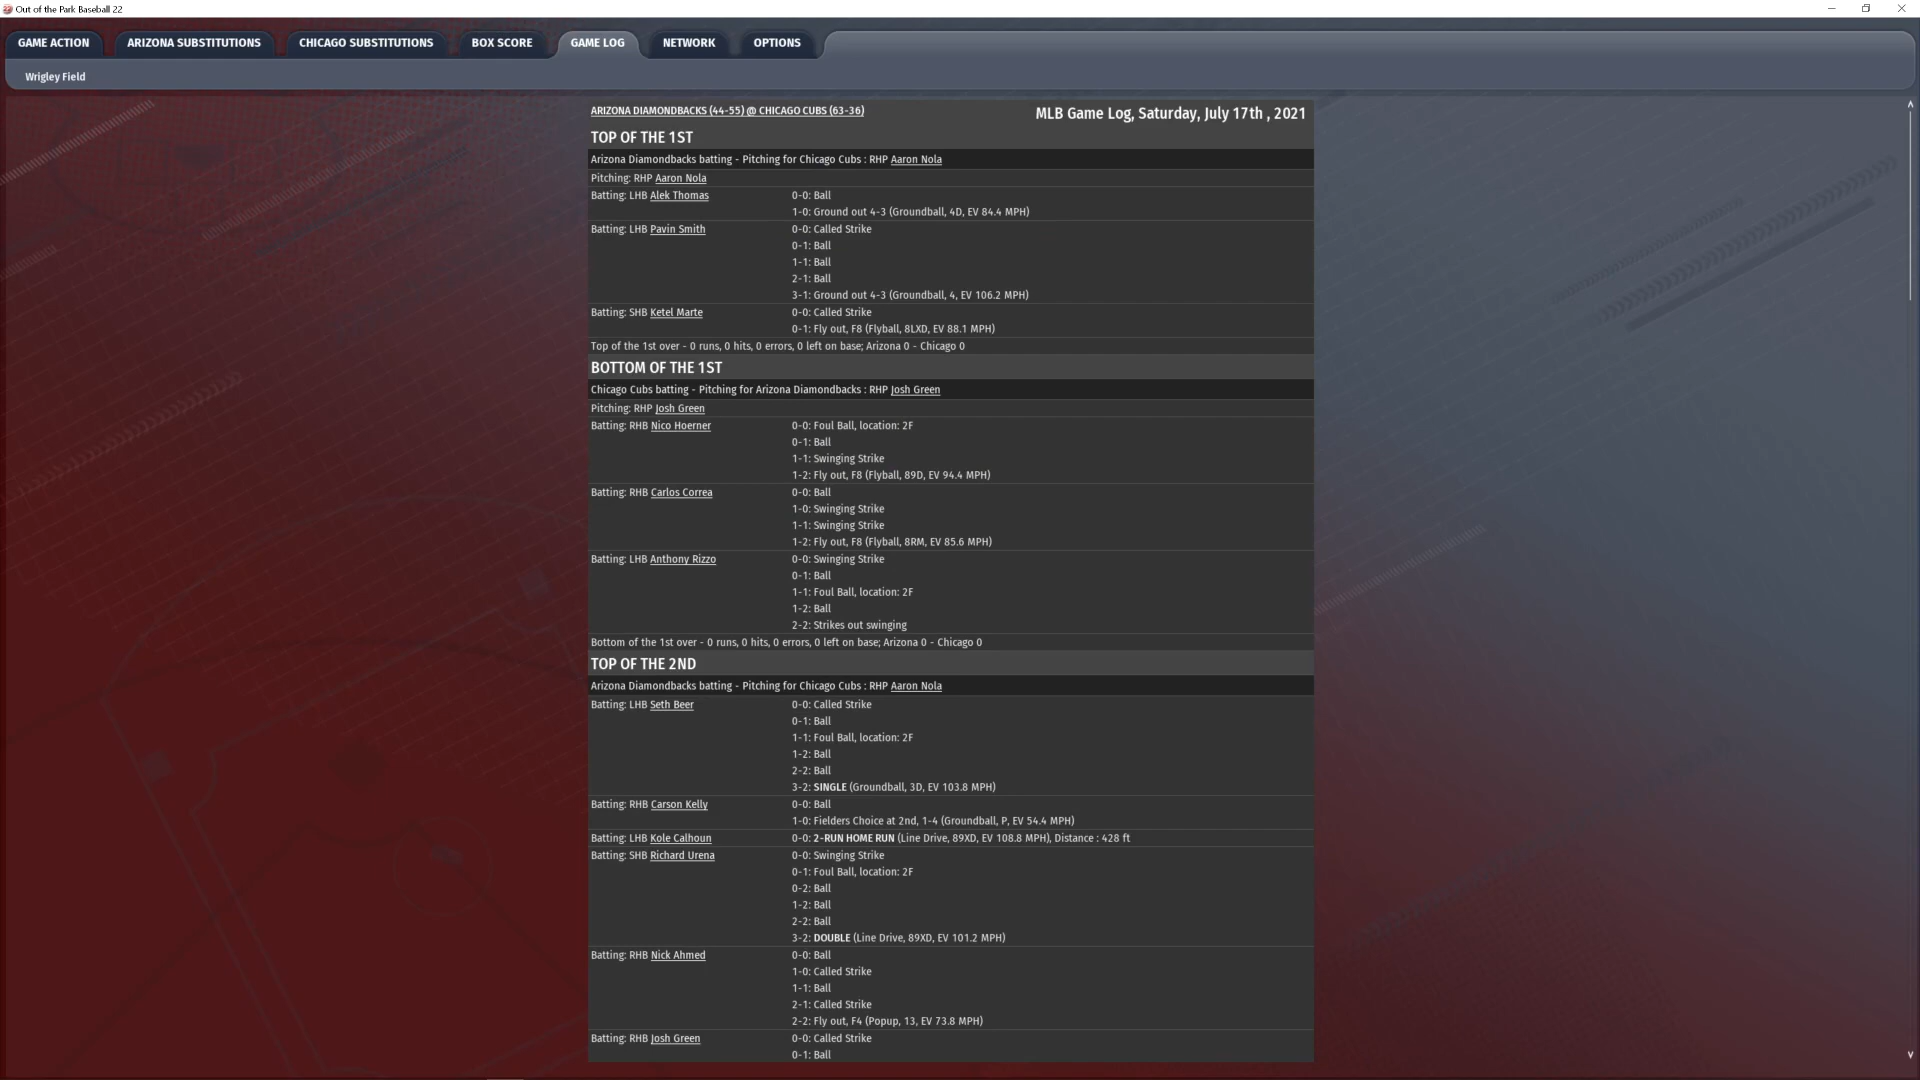 Out of the Park Baseball 22
GAME ACTION ARIZONA SUBSTITUTIONS CHICAGO SUBSTITUTIONS BOX SCORE GAME LOG NETWORK OPTIONS
Wrigley Field
ARIZONA DIAMONDBACKS (44-55) @ CHICAGO CUBS (63-36) MLB Game Log, Saturday, July 17th , 2021
TOP OF THE 1ST
Arizona Diamondbacks batting - Pitching for Chicago Cubs : RHP Aaron Nola
Pitching: RHP Aaron Nola
Batting: LHB Alek Thomas 0-0: Ball
1-0: Ground out 4-3 (Groundball, 4D, EV 84.4 MPH)
Batting: LHB Pavin Smith 0-0: Called Strike
0-1: Ball
1-1: Ball
2-1: Ball
3-1: Ground out 4-3 (Groundball, 4, EV 106.2 MPH)
Batting: SHB Ketel Marte 0-0: Called Strike
0-1: Fly out, F8 (Flyball, 8LXD, EV 88.1 MPH)
Top of the 1st over - 0 runs, 0 hits, 0 errors, 0 left on base; Arizona 0 - Chicago 0
BOTTOM OF THE 1ST
Chicago Cubs batting - Pitching for Arizona Diamondbacks : RHP Josh Green
Pitching: RHP Josh Green
Batting: RHB Nico Hoerner 0-0: Foul Ball, location: 2F
0-1: Ball
1-1: Swinging Strike
1-2: Fly out, F8 (Flyball, 89D, EV 94.4 MPH)
Batting: RHB Carlos Correa 0-0: Ball
1-0: Swinging Strike
1-1: Swinging Strike
1-2: Fly out, F8 (Flyball, 8RM, EV 85.6 MPH)
Batting: LHB Anthony Rizzo 0-0: Swinging Strike
0-1: Ball
1-1: Foul Ball, location: 2F
1-2: Ball
2-2: Strikes out swinging
Bottom of the 1st over - 0 runs, 0 hits, 0 errors, 0 left on base; Arizona 0 - Chicago 0
TOP OF THE 2ND
Arizona Diamondbacks batting - Pitching for Chicago Cubs : RHP Aaron Nola
Batting: LHB Seth Beer 0-0: Called Strike
0-1: Ball
1-1: Foul Ball, location: 2F
1-2: Ball
2-2: Ball
3-2: SINGLE (Groundball, 3D, EV 103.8 MPH)
Batting: RHB Carson Kelly 0-0: Ball
1-0: Fielders Choice at 2nd, 1-4 (Groundball, P, EV 54.4 MPH)
Batting: LHB Kole Calhoun 0-0: 2-RUN HOME RUN (Line Drive, 89XD, EV 108.8 MPH), Distance : 428 ft
Batting: SHB Richard Urena 0-0: Swinging Strike
0-1: Foul Ball, location: 2F
0-2: Ball
1-2: Ball
2-2: Ball
3-2: DOUBLE (Line Drive, 89XD, EV 101.2 MPH)
Batting: RHB Nick Ahmed 0-0: Ball
1-0: Called Strike
1-1: Ball
2-1: Called Strike
2-2: Fly out, F4 (Popup, 13, EV 73.8 MPH)
Batting: RHB Josh Green 0-0: Called Strike
0-1: Ball